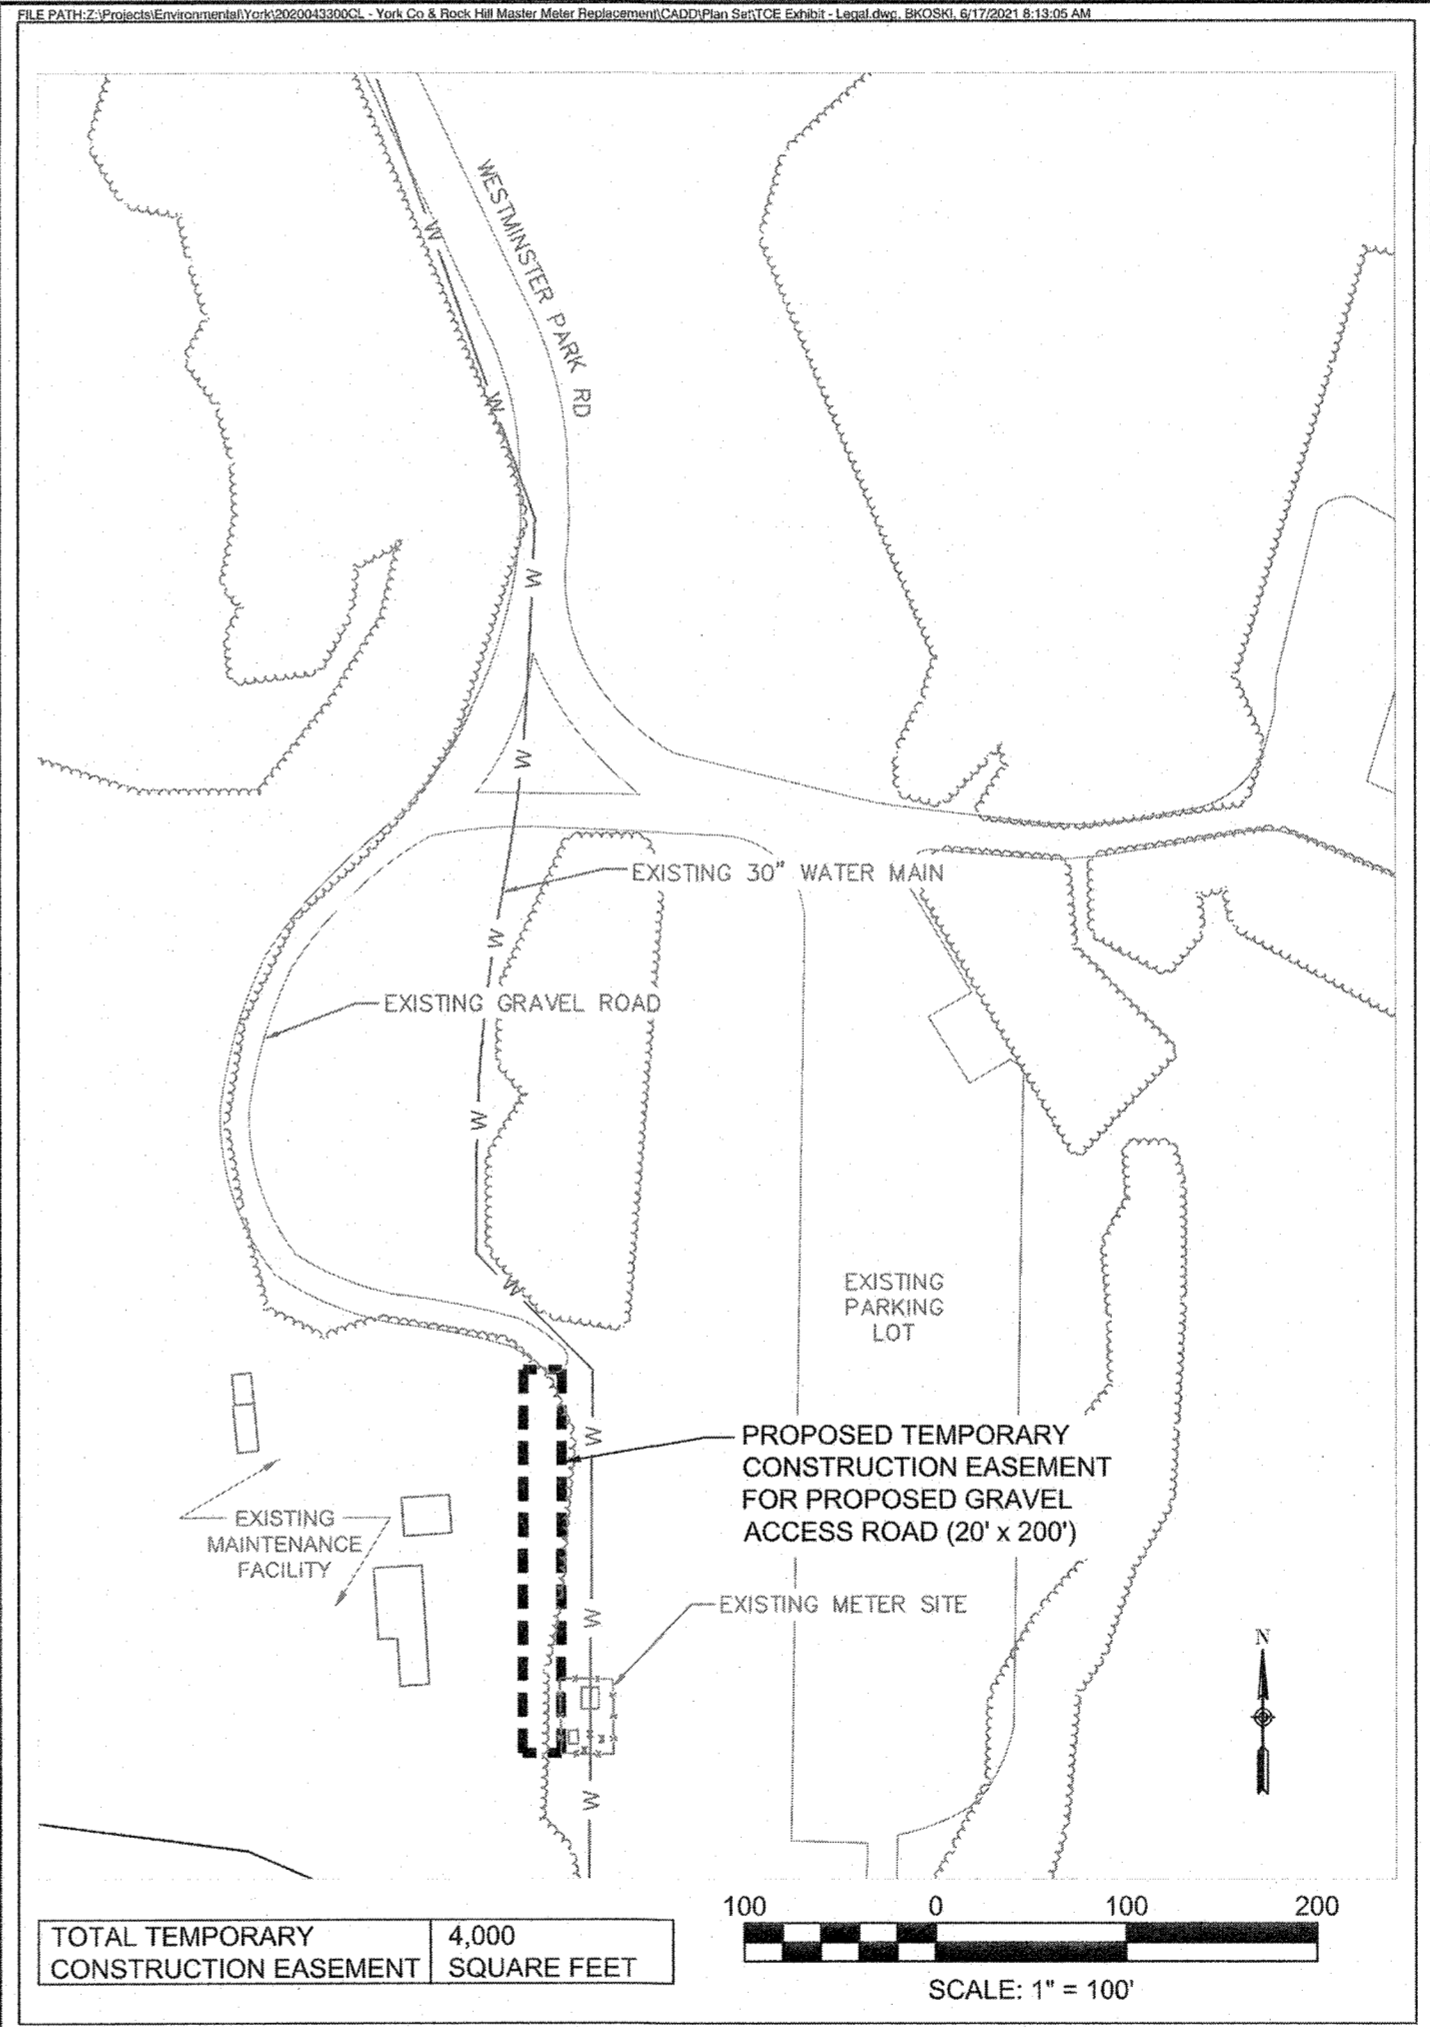 FILE PATH:Z:\Projects\Environmental\York\2020043300CL - York Co & Rock Hill Master Meter Replacement\CADD\Plan Set\TCE Exhibit - Legal.dwg, BKOSKI, 6/17/2021 8:13:05 AM
WESTMINSTER PARK RD
W
W
W
W
EXISTING 30" WATER MAIN
W
EXISTING GRAVEL ROAD
W
W
EXISTING
PARKING
LOT
W
PROPOSED TEMPORARY
CONSTRUCTION EASEMENT
FOR PROPOSED GRAVEL
ACCESS ROAD (20' x 200')
EXISTING
MAINTENANCE
FACILITY
EXISTING METER SITE
W
N
W
100 0 100 200
TOTAL TEMPORARY
CONSTRUCTION EASEMENT
4,000
SQUARE FEET
SCALE: 1" = 100'